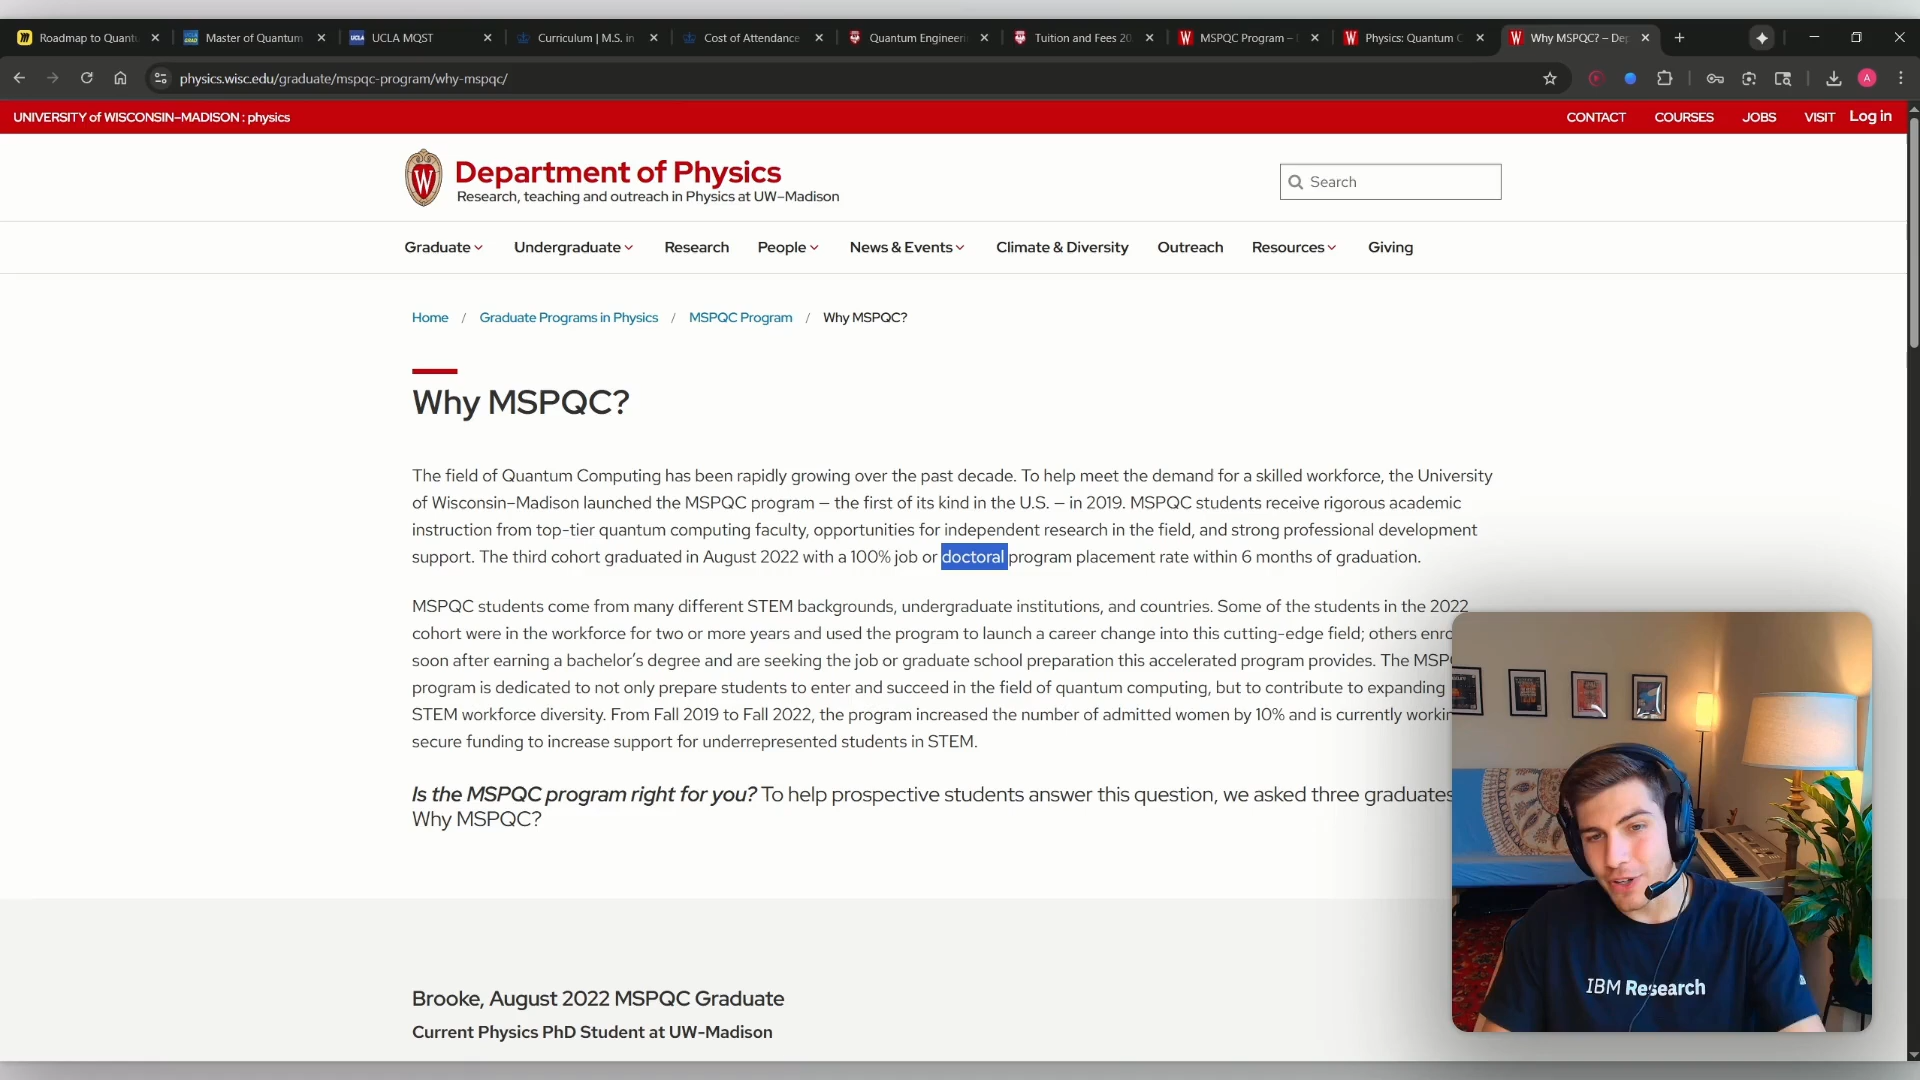 Roadmap to Quant
Master of Quantum
UCLA MQST
Curriculum | M.S. in
Cost of Attendance
Quantum Engineeri
Tuition and Fees 20
MSPQC Program –
Physics: Quantum C
Why MSPQC? – Dep
physics.wisc.edu/graduate/mspqc-program/why-mspqc/
A
UNIVERSITY of WISCONSIN–MADISON : physics
CONTACT COURSES JOBS VISIT Log in
W
Department of Physics
Research, teaching and outreach in Physics at UW–Madison
Search
Graduate Undergraduate Research People News & Events Climate & Diversity Outreach Resources Giving
Home / Graduate Programs in Physics / MSPQC Program / Why MSPQC?
Why MSPQC?
The field of Quantum Computing has been rapidly growing over the past decade. To help meet the demand for a skilled workforce, the University
of Wisconsin–Madison launched the MSPQC program – the first of its kind in the U.S. – in 2019. MSPQC students receive rigorous academic
instruction from top-tier quantum computing faculty, opportunities for independent research in the field, and strong professional development
support. The third cohort graduated in August 2022 with a 100% job or doctoral program placement rate within 6 months of graduation.
MSPQC students come from many different STEM backgrounds, undergraduate institutions, and countries. Some of the students in the 2022
cohort were in the workforce for two or more years and used the program to launch a career change into this cutting-edge field; others enro
soon after earning a bachelor's degree and are seeking the job or graduate school preparation this accelerated program provides. The MSP
program is dedicated to not only prepare students to enter and succeed in the field of quantum computing, but to contribute to expanding
STEM workforce diversity. From Fall 2019 to Fall 2022, the program increased the number of admitted women by 10% and is currently workin
secure funding to increase support for underrepresented students in STEM.
Is the MSPQC program right for you? To help prospective students answer this question, we asked three graduates
Why MSPQC?
Brooke, August 2022 MSPQC Graduate
Current Physics PhD Student at UW-Madison
IBM Research